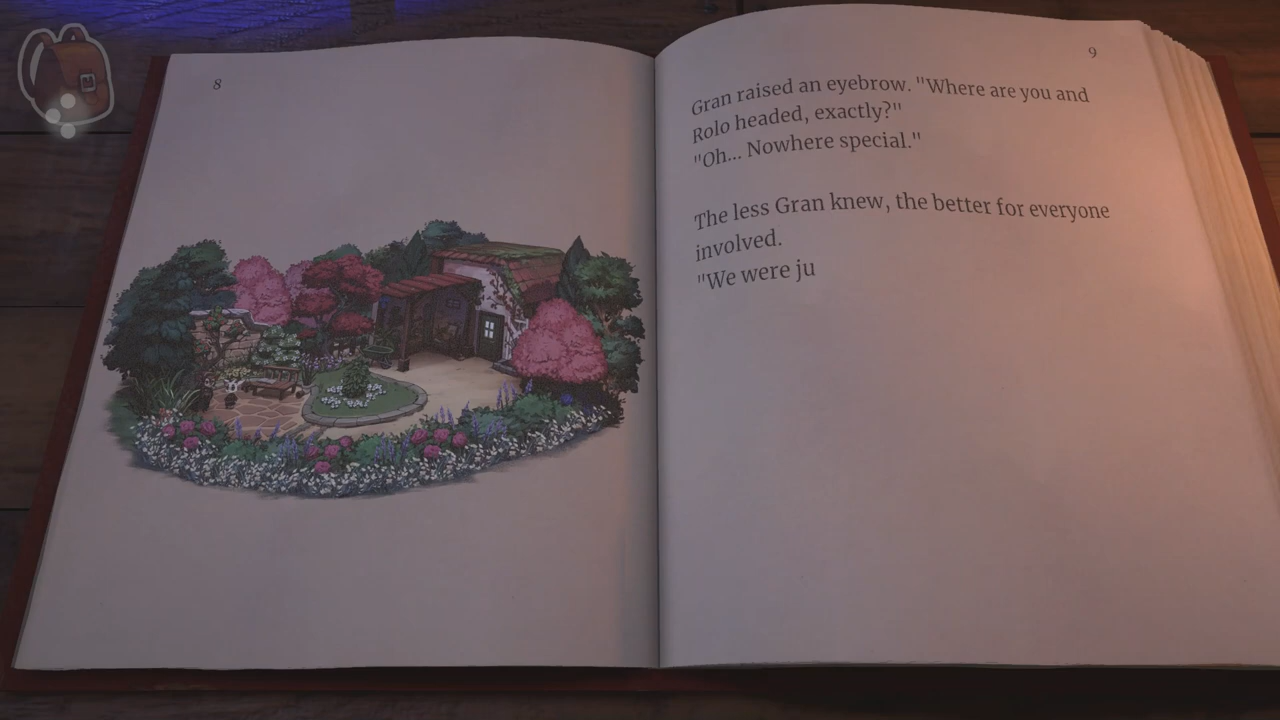 8
9
Gran raised an eyebrow. "Where are you and
Rolo headed, exactly?"
"Oh... Nowhere special."
The less Gran knew, the better for everyone
involved.
"We were ju